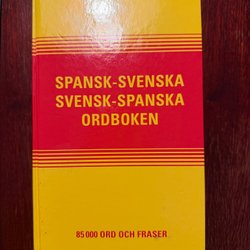 SPANSK-SVENSKA
SVENSK-SPANSKA
ORDBOKEN
85 000 ORD OCH FRASER